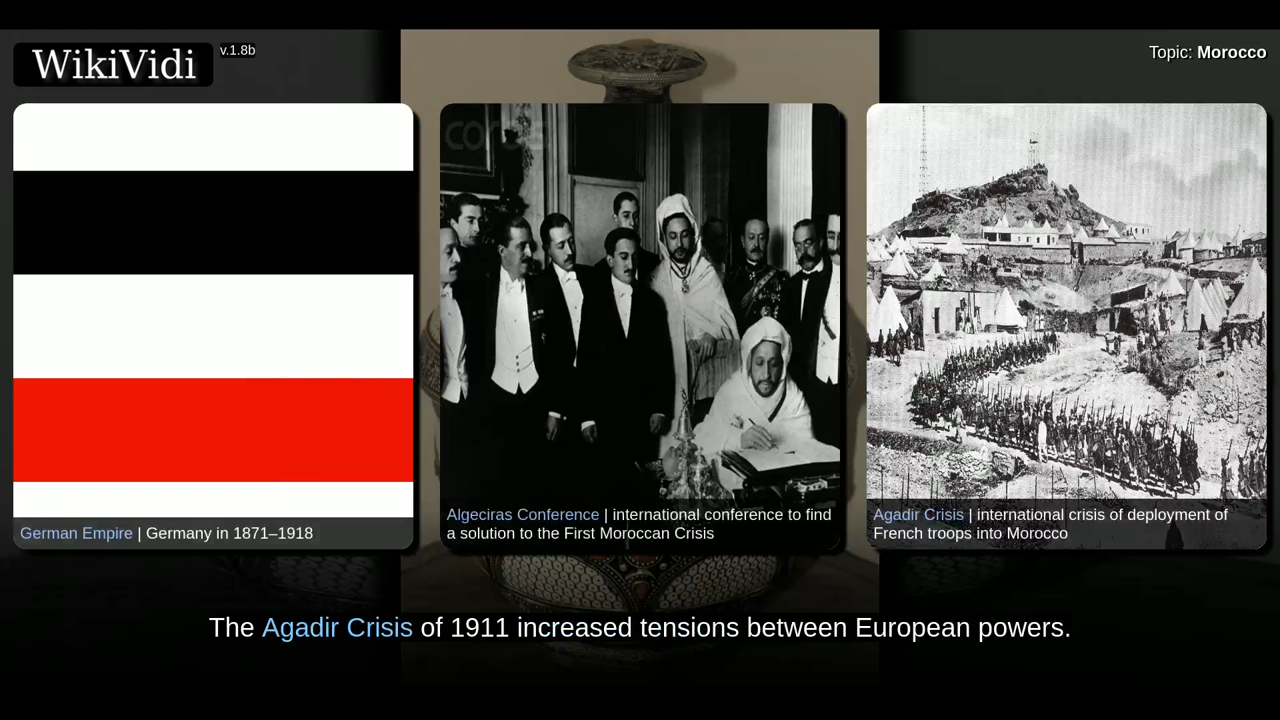 WikiVidi
v.1.8b
Topic: Morocco
German Empire | Germany in 1871–1918
Algeciras Conference | international conference to find
a solution to the First Moroccan Crisis
Agadir Crisis | international crisis of deployment of
French troops into Morocco
The Agadir Crisis of 1911 increased tensions between European powers.